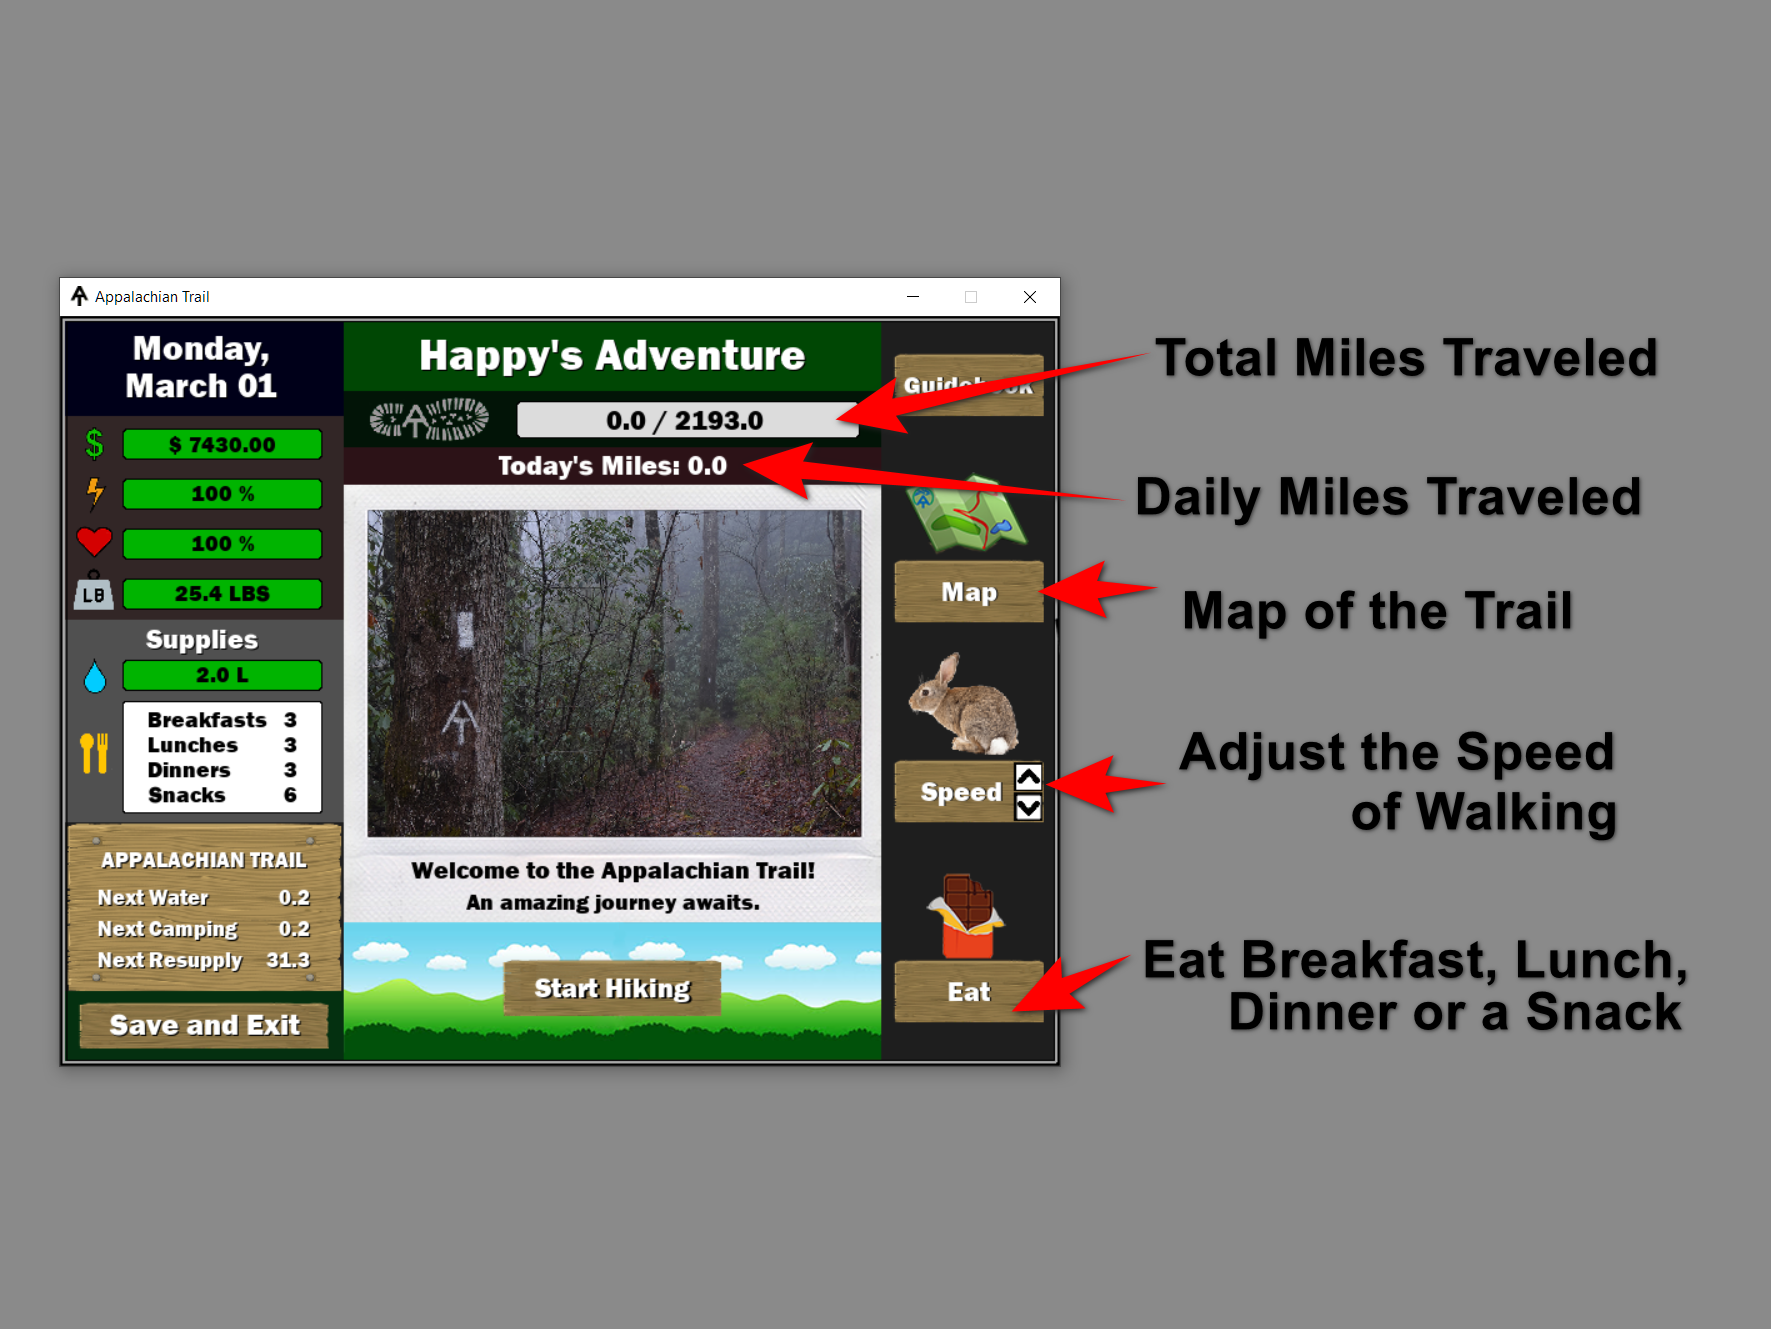 Appalachian Trail
Monday,
March 01
$ 7430.00
100 %
100 %
LB
25.4 LBS
Supplies
2.0 L
Breakfasts 3
Lunches 3
Dinners 3
Snacks 6
APPALACHIAN TRAIL
Next Water 0.2
Next Camping 0.2
Next Resupply 31.3
Save and Exit
Happy's Adventure
0.0 / 2193.0
Today's Miles: 0.0
Welcome to the Appalachian Trail!
An amazing journey awaits.
Start Hiking
Guidebook
Map
Speed
Eat
Total Miles Traveled
Daily Miles Traveled
Map of the Trail
Adjust the Speed
of Walking
Eat Breakfast, Lunch,
Dinner or a Snack